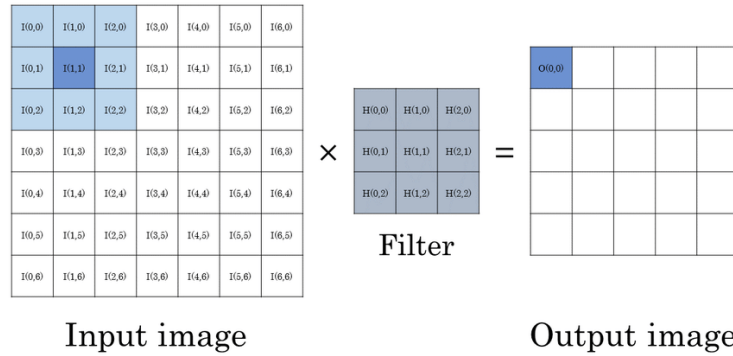 I(0,0) I(1,0) I(2,0) I(3,0) I(4,0) I(5,0) I(6,0)
I(0,1) I(1,1) I(2,1) I(3,1) I(4,1) I(5,1) I(6,1)
I(0,2) I(1,2) I(2,2) I(3,2) I(4,2) I(5,2) I(6,2)
I(0,3) I(1,3) I(2,3) I(3,3) I(4,3) I(5,3) I(6,3)
I(0,4) I(1,4) I(2,4) I(3,4) I(4,4) I(5,4) I(6,4)
I(0,5) I(1,5) I(2,5) I(3,5) I(4,5) I(5,5) I(6,5)
I(0,6) I(1,6) I(2,6) I(3,6) I(4,6) I(5,6) I(6,6)
Input image
×
H(0,0) H(1,0) H(2,0)
H(0,1) H(1,1) H(2,1)
H(0,2) H(1,2) H(2,2)
Filter
=
O(0,0)
Output image